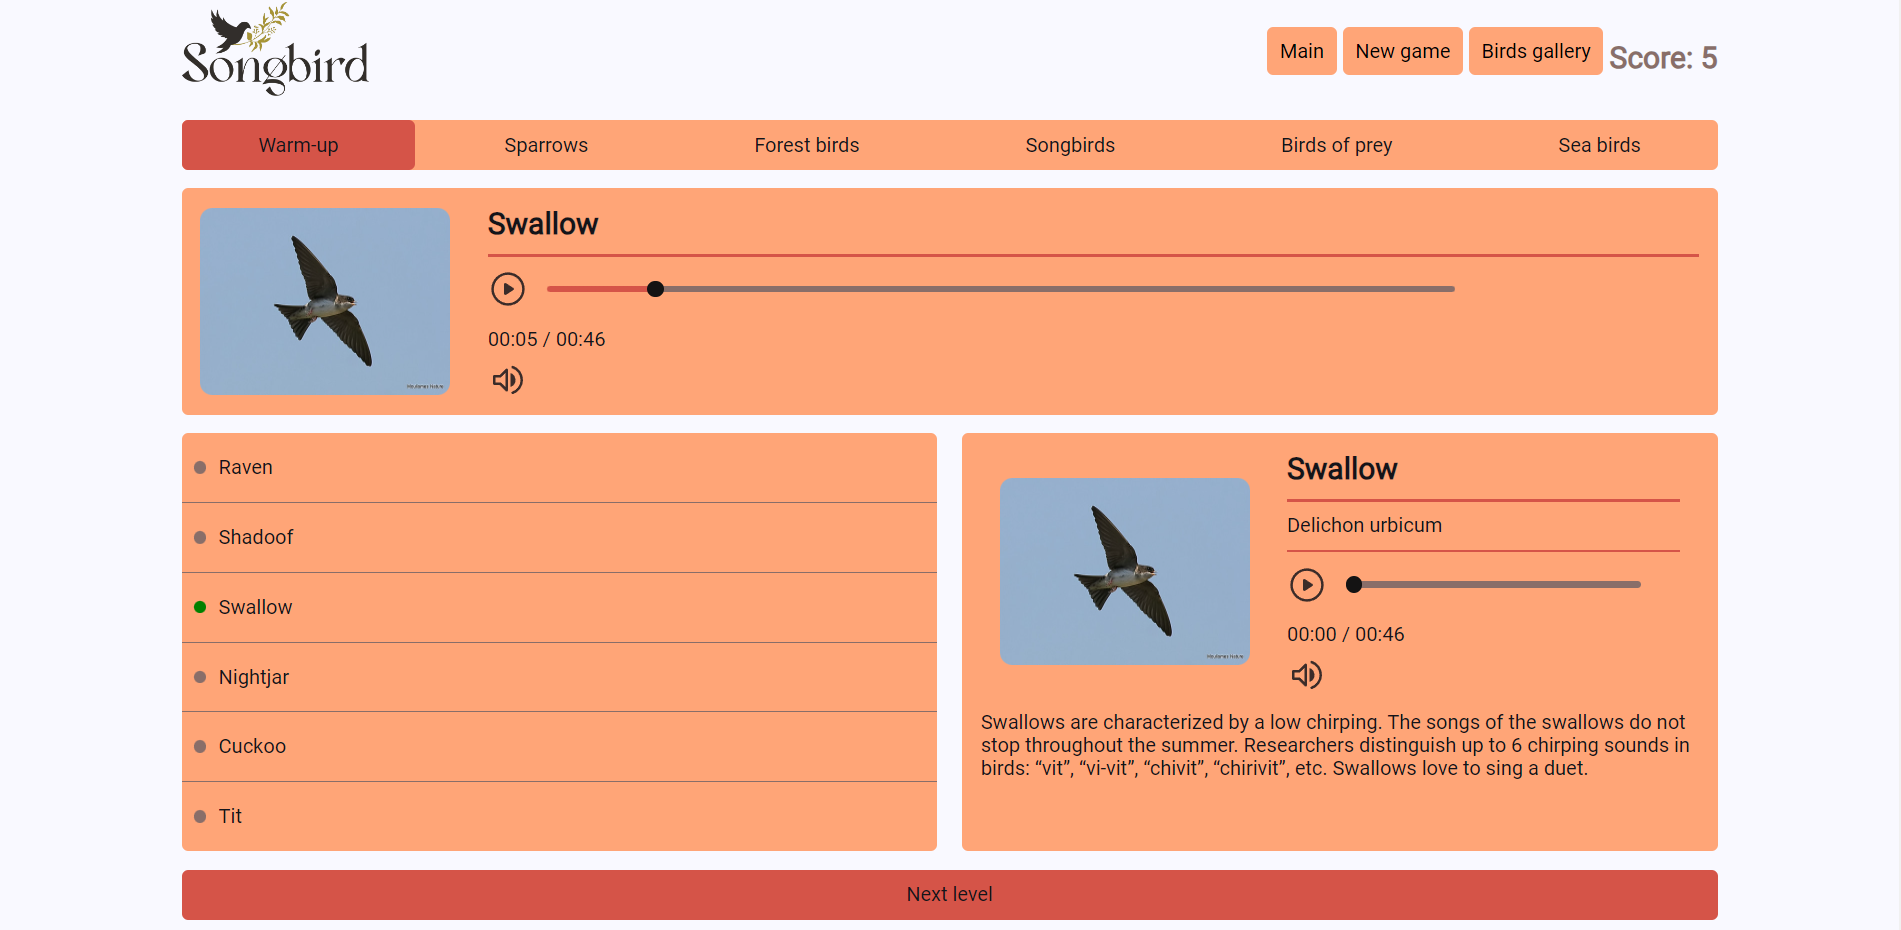 Songbird
Main
New game
Birds gallery
Score: 5
Warm-up
Sparrows
Forest birds
Songbirds
Birds of prey
Sea birds
Swallow
00:05 / 00:46
Raven
Shadoof
Swallow
Nightjar
Cuckoo
Tit
Swallow
Delichon urbicum
00:00 / 00:46
Swallows are characterized by a low chirping. The songs of the swallows do not
stop throughout the summer. Researchers distinguish up to 6 chirping sounds in
birds: “vit”, “vi-vit”, “chivit”, “chirivit”, etc. Swallows love to sing a duet.
Next level